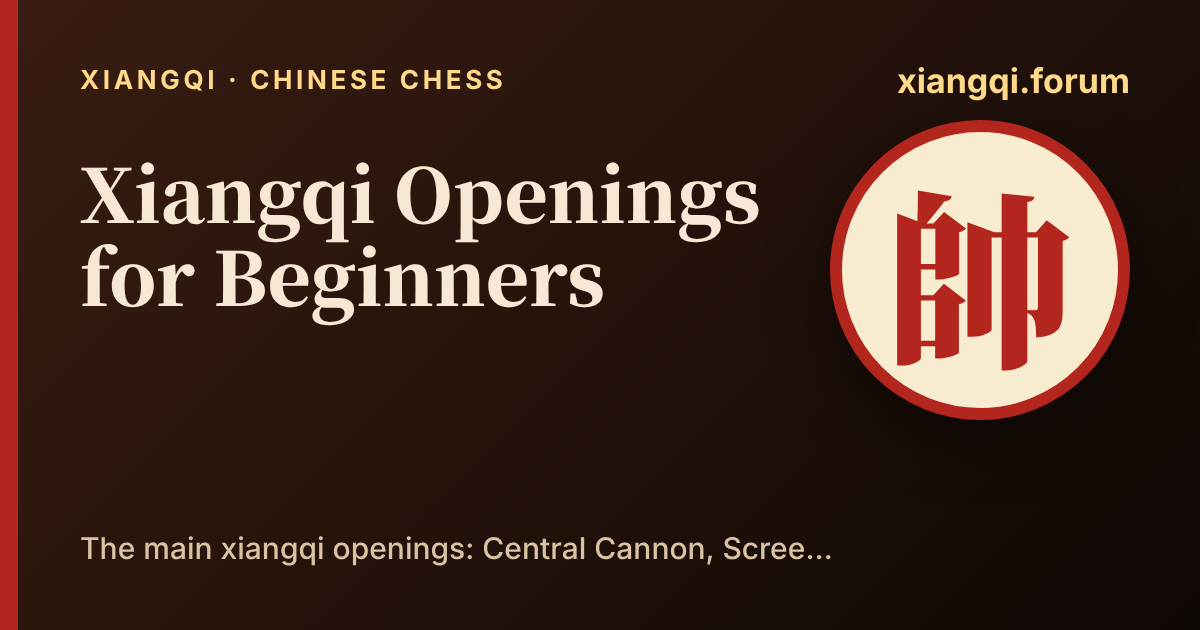 XIANGQI · CHINESE CHESS
xiangqi.forum
Xiangqi Openings
for Beginners
帥
The main xiangqi openings: Central Cannon, Scree...